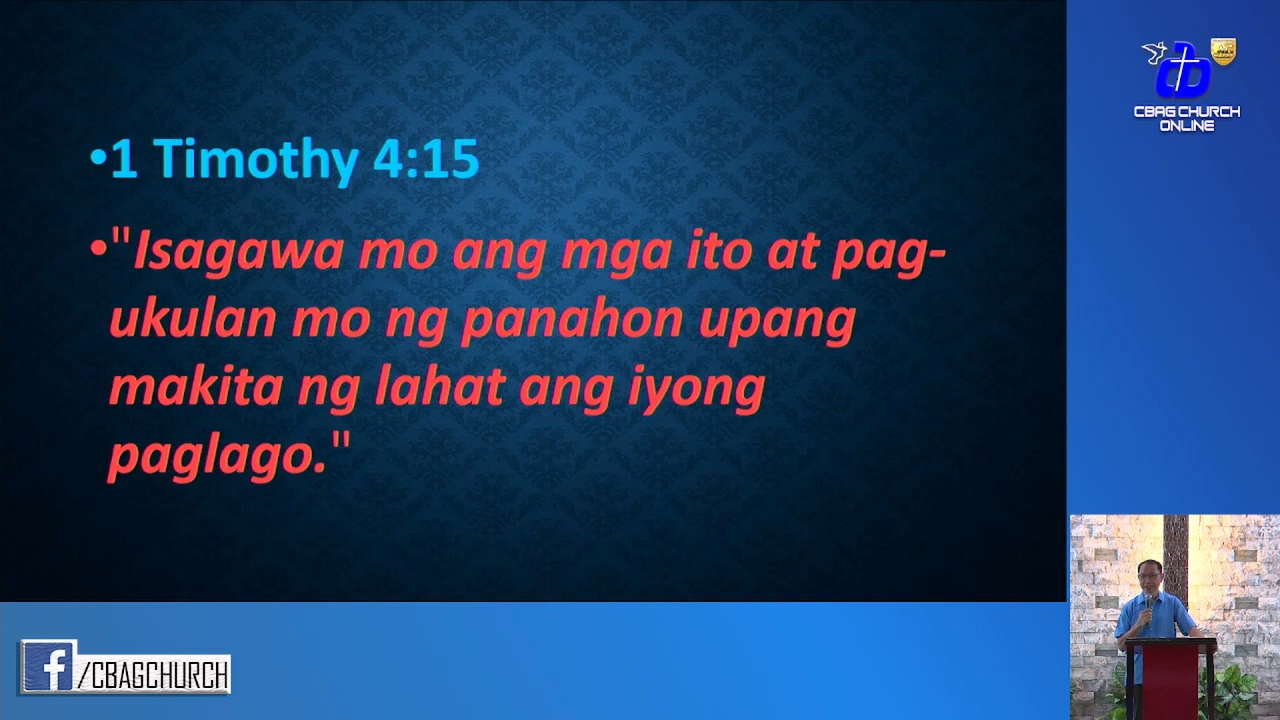 •1 Timothy 4:15
•"Isagawa mo ang mga ito at pag-
ukulan mo ng panahon upang
makita ng lahat ang iyong
paglago."
CBAG CHURCH
ONLINE
f/CBAGCHURCH